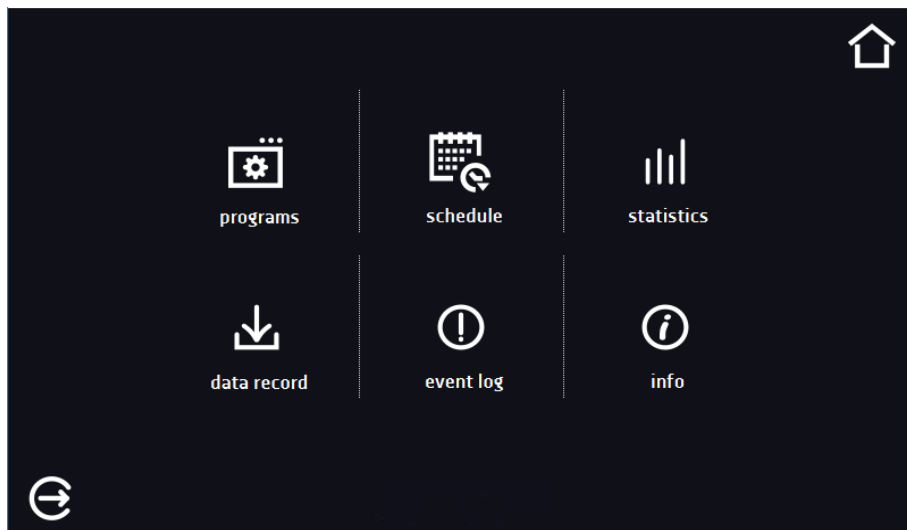 programs
schedule
statistics
data record
event log
info